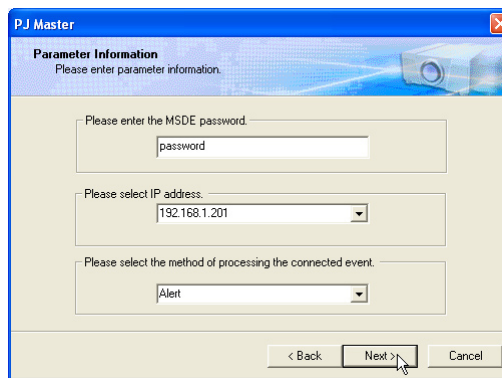 PJ Master
Parameter Information
Please enter parameter information.
Please enter the MSDE password.
password
Please select IP address.
192.168.1.201
Please select the method of processing the connected event.
Alert
< Back
Next >
Cancel